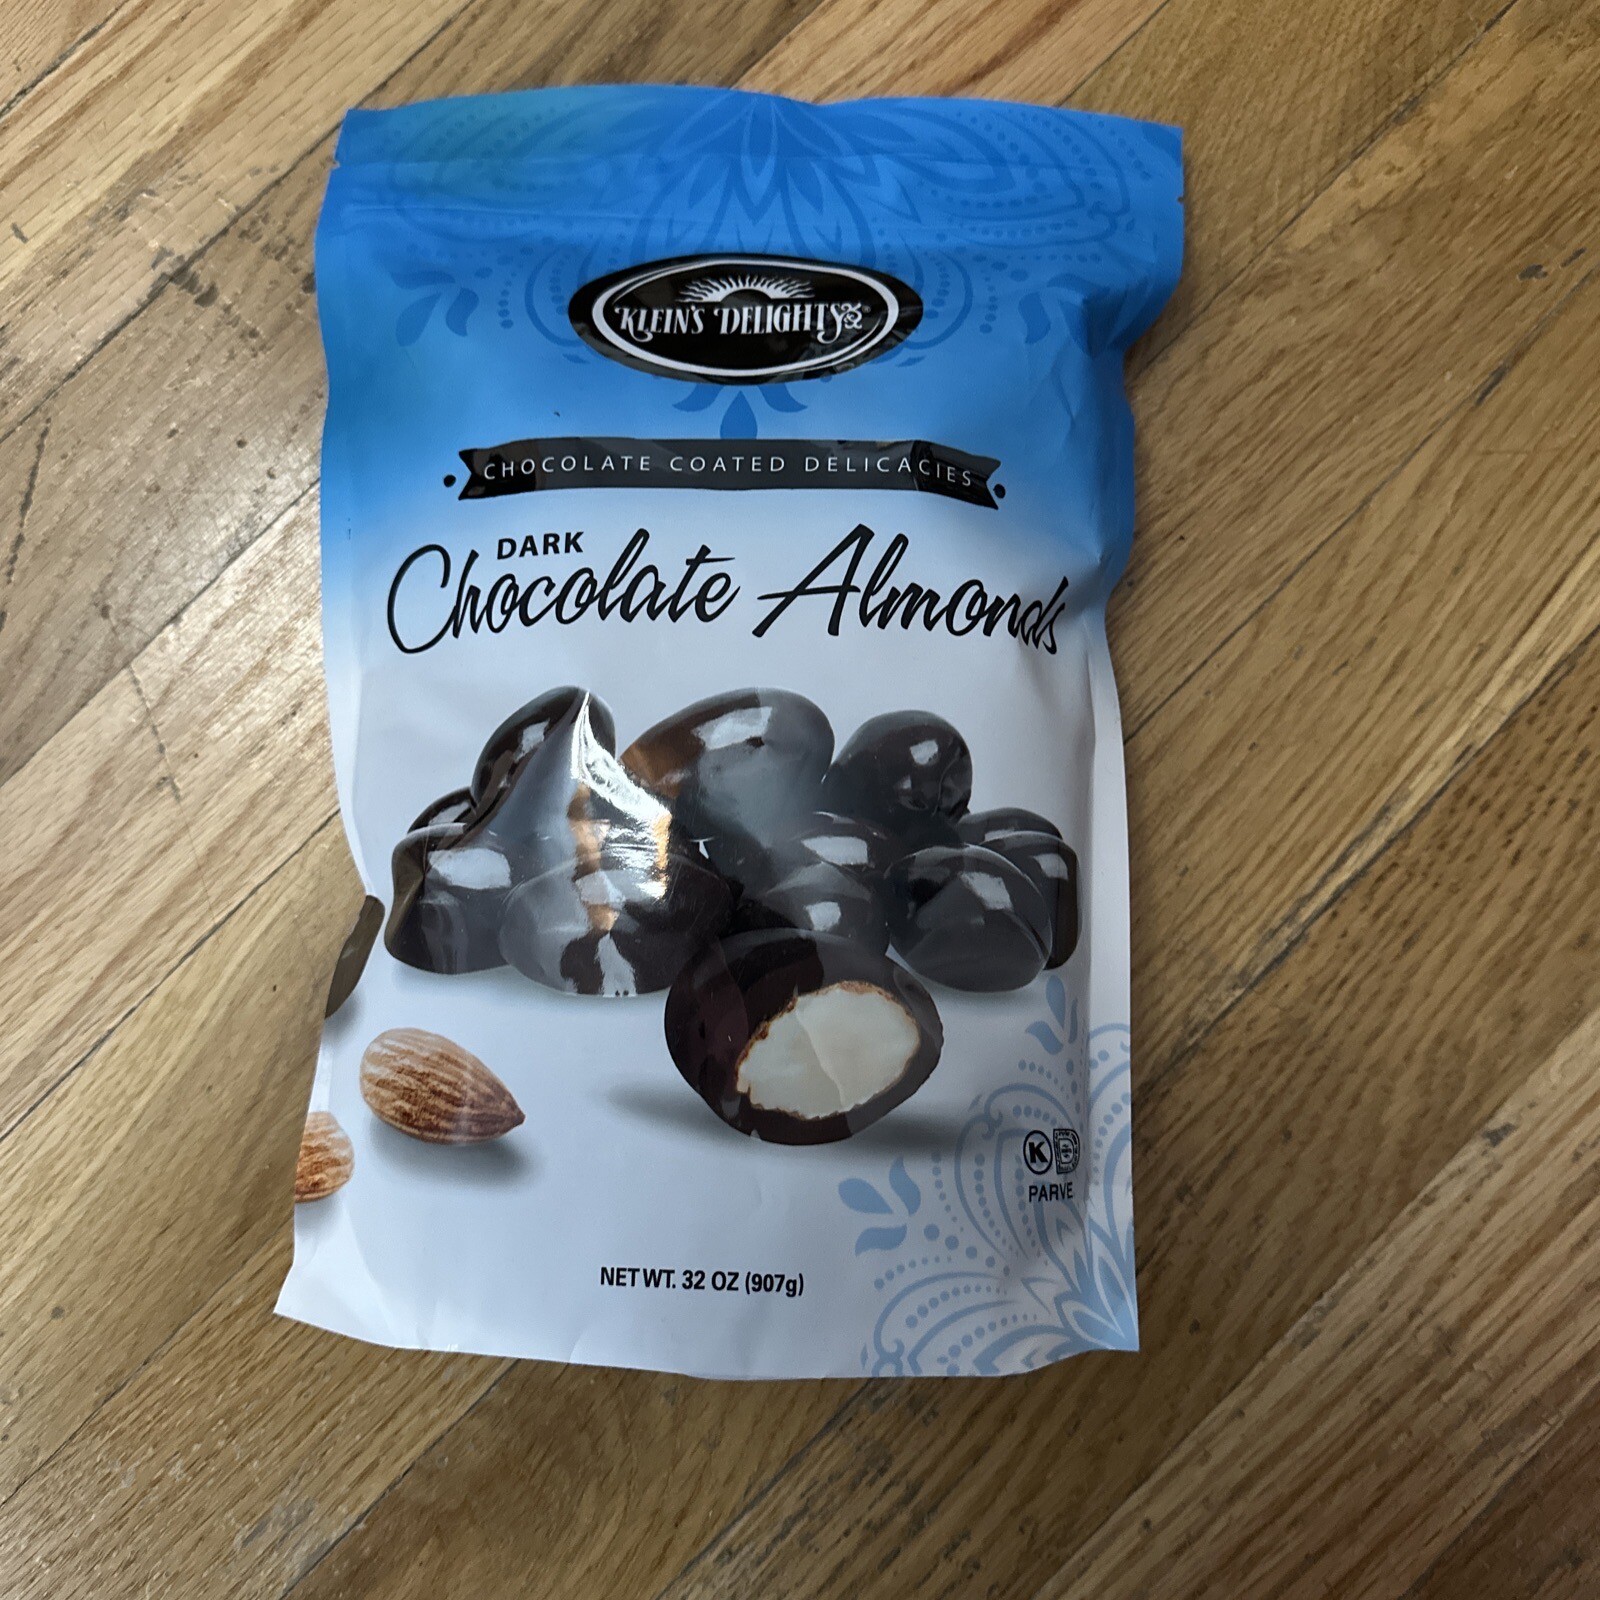 KLEIN'S DELIGHTS
CHOCOLATE COATED DELICACIES
DARK
Chocolate Almonds
K
PARVE
NET WT. 32 OZ (907g)